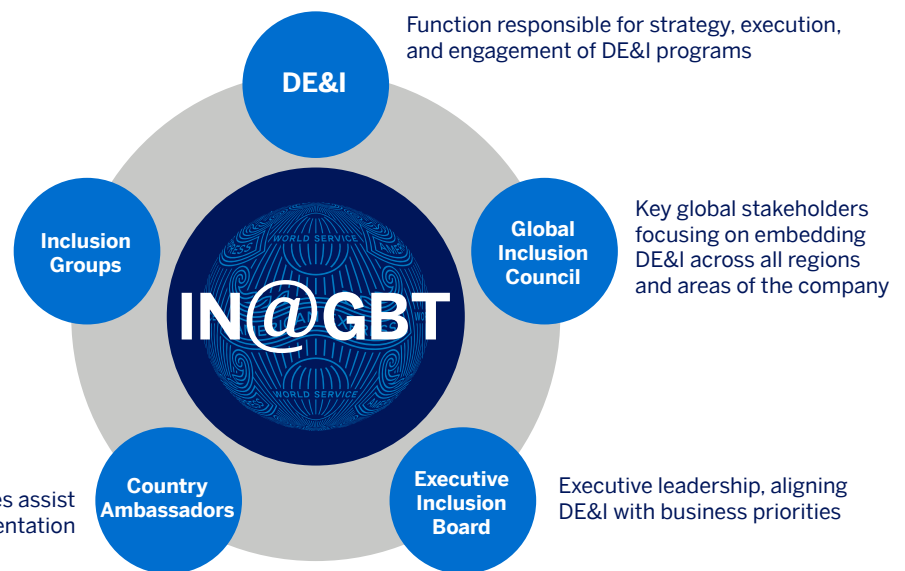 Function responsible for strategy, execution,
and engagement of DE&I programs
DE&I
Inclusion
Groups
Global
Inclusion
Council
Key global stakeholders
focusing on embedding
DE&I across all regions
and areas of the company
WORLD SERVICE
IN@GBT
WORLD SERVICE
assist
Country
Ambassadors
Executive
Inclusion
Board
Executive leadership, aligning
DE&I with business priorities